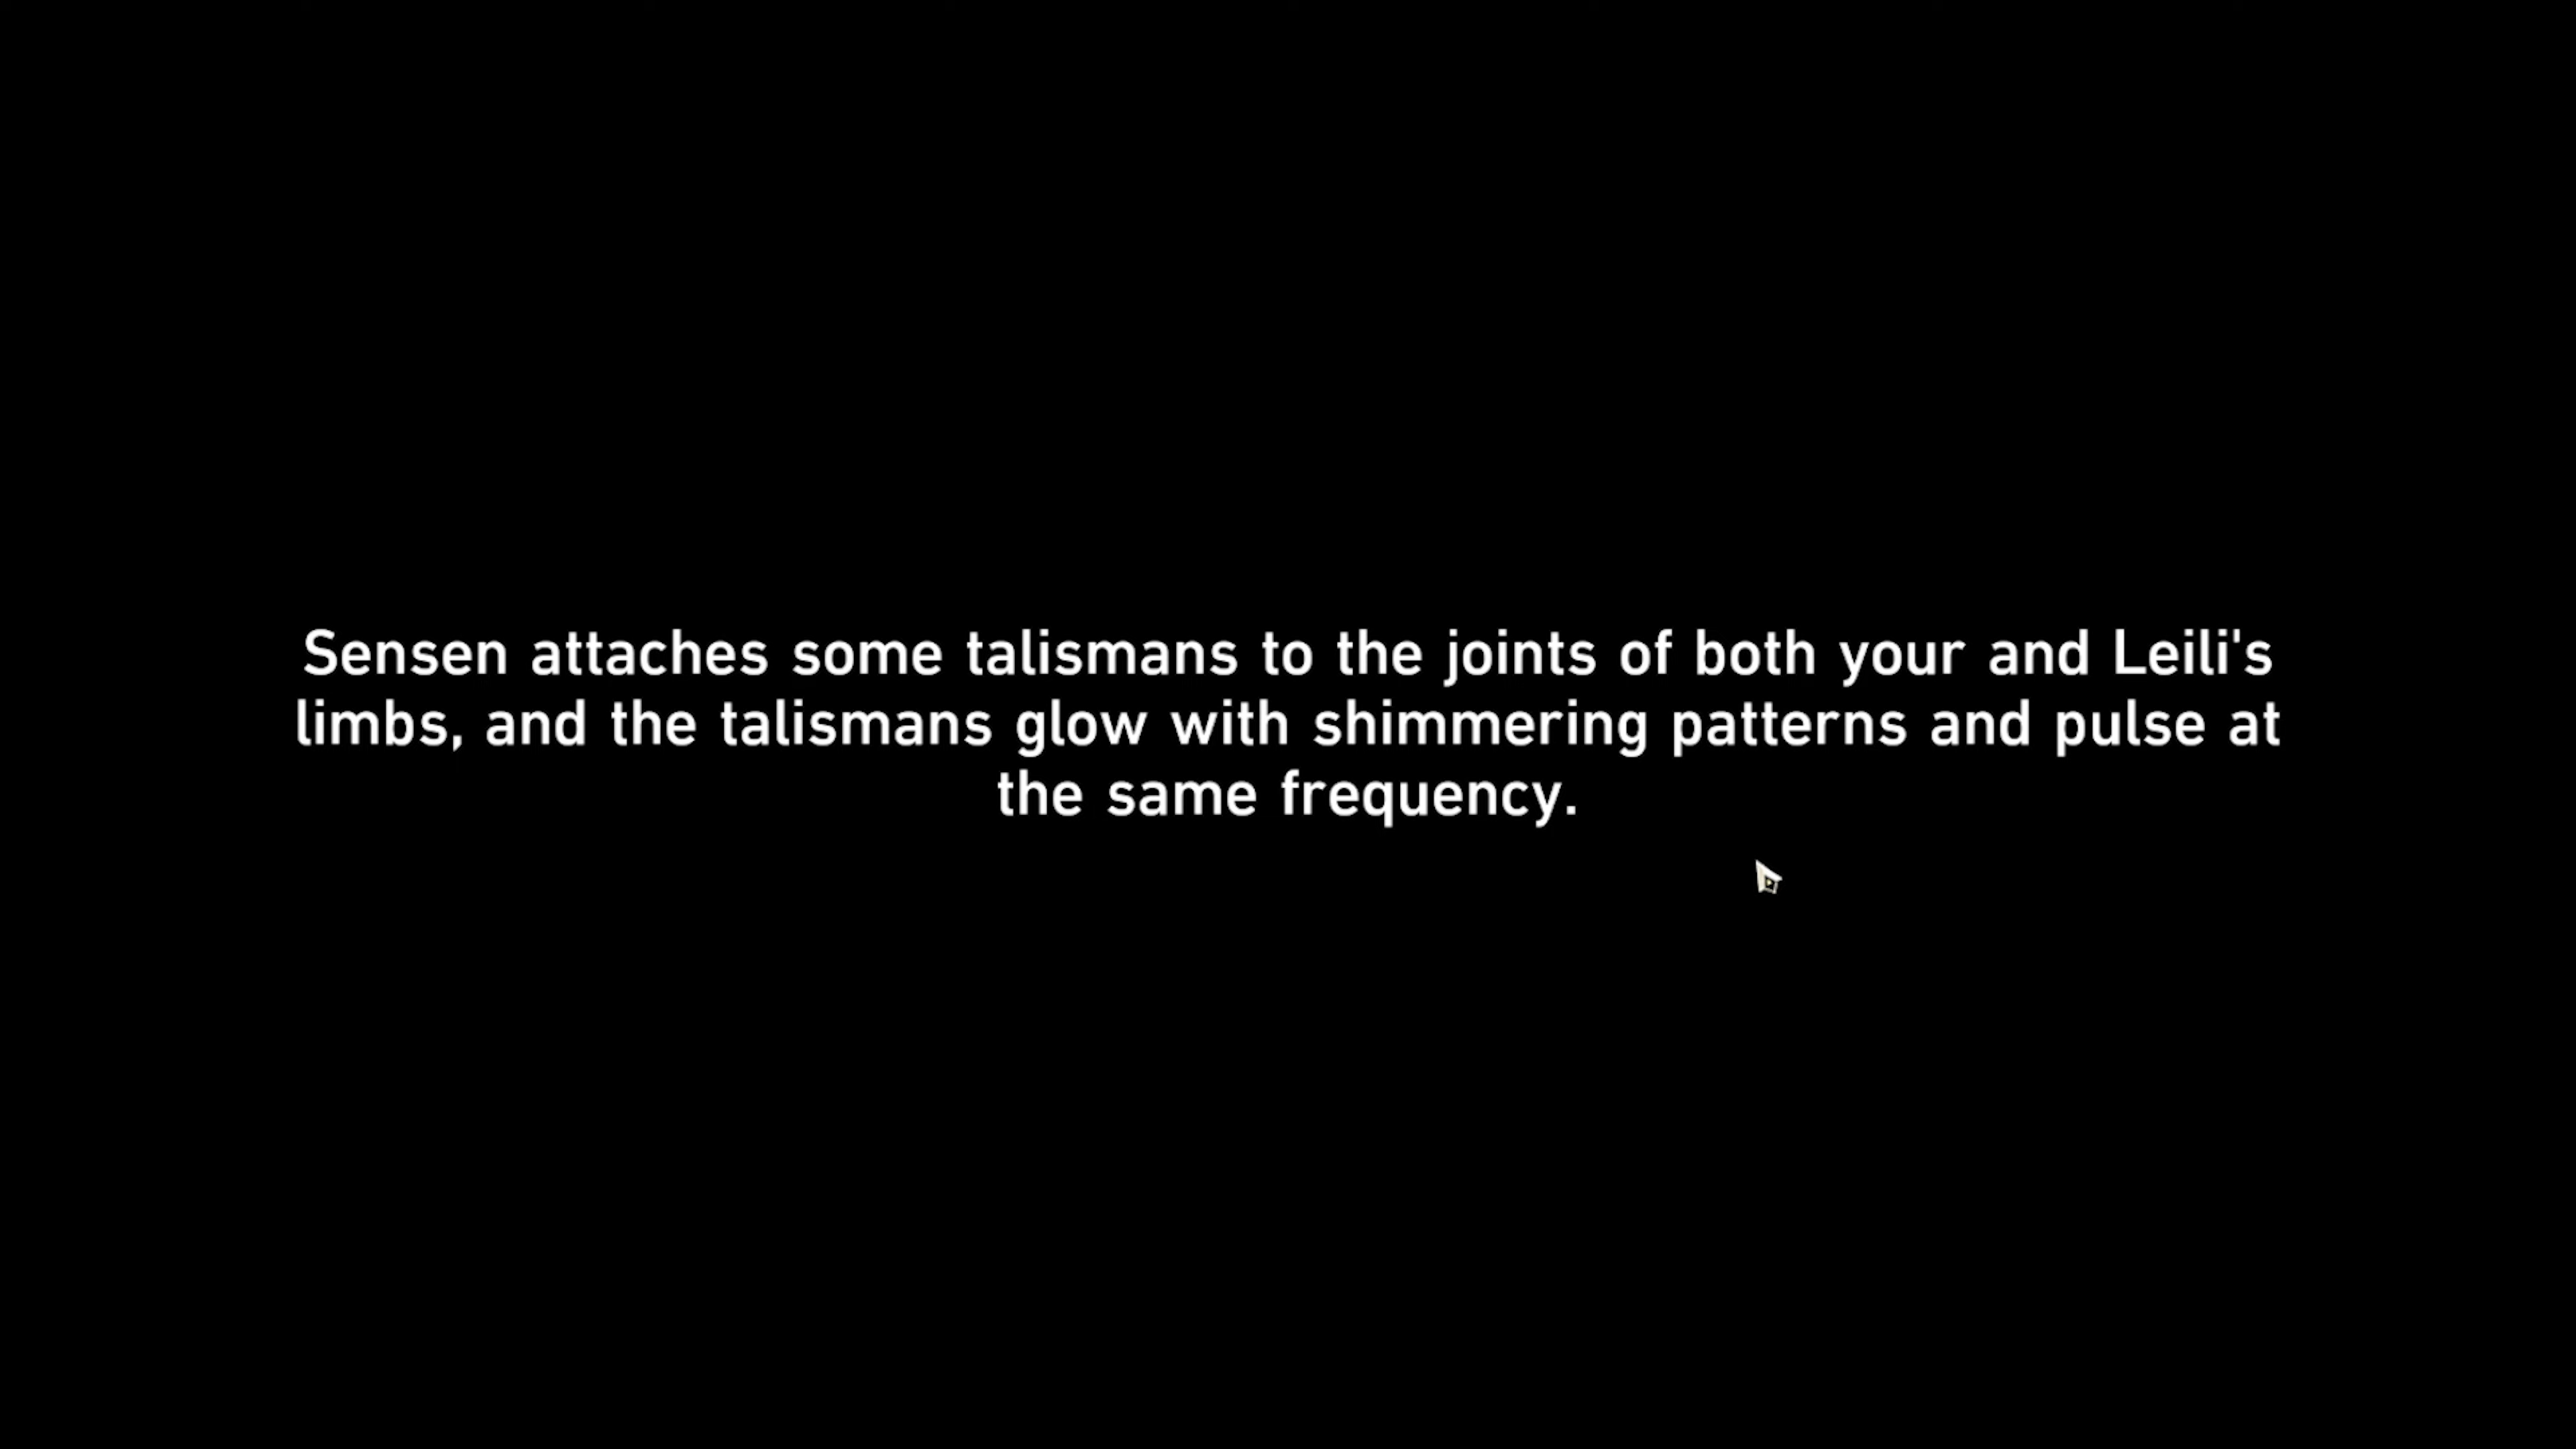 Sensen attaches some talismans to the joints of both your and Leili's
limbs, and the talismans glow with shimmering patterns and pulse at
the same frequency.